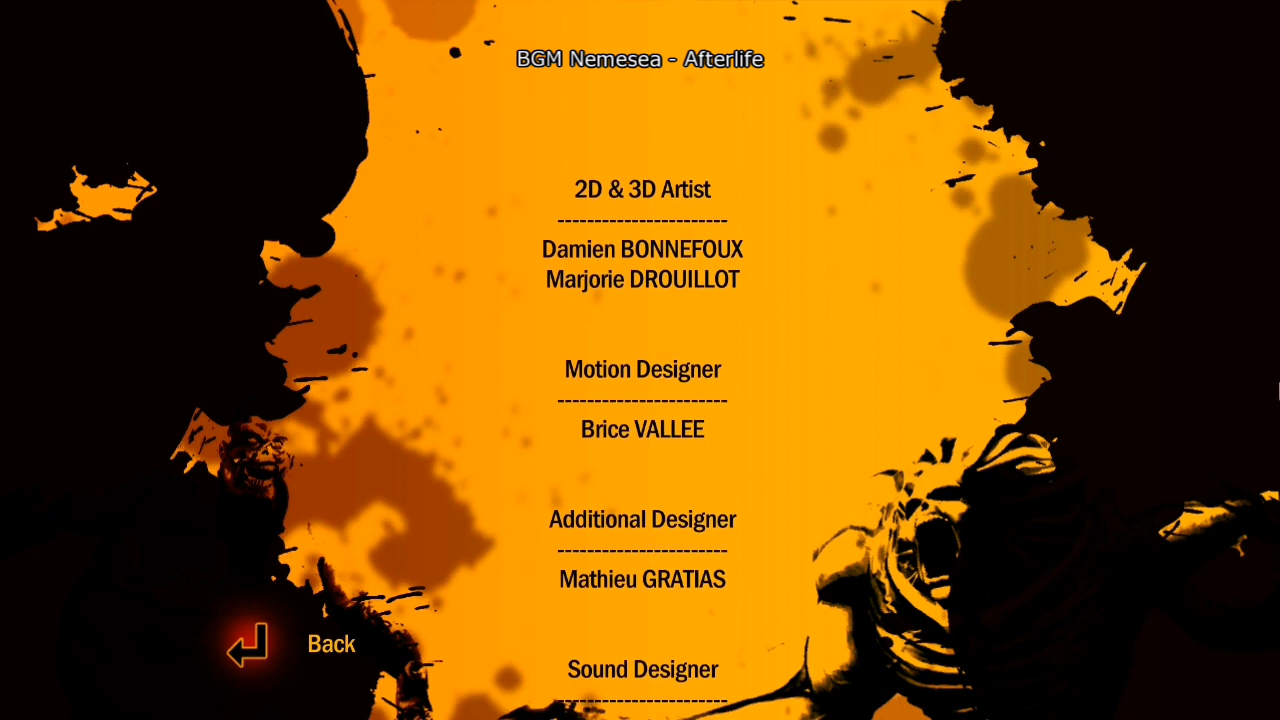 BGM Nemesea - Afterlife
2D & 3D Artist
-----------------------
Damien BONNEFOUX
Marjorie DROUILLOT
Motion Designer
-----------------------
Brice VALLEE
Additional Designer
-----------------------
Mathieu GRATIAS
Sound Designer
-----------------------
Back